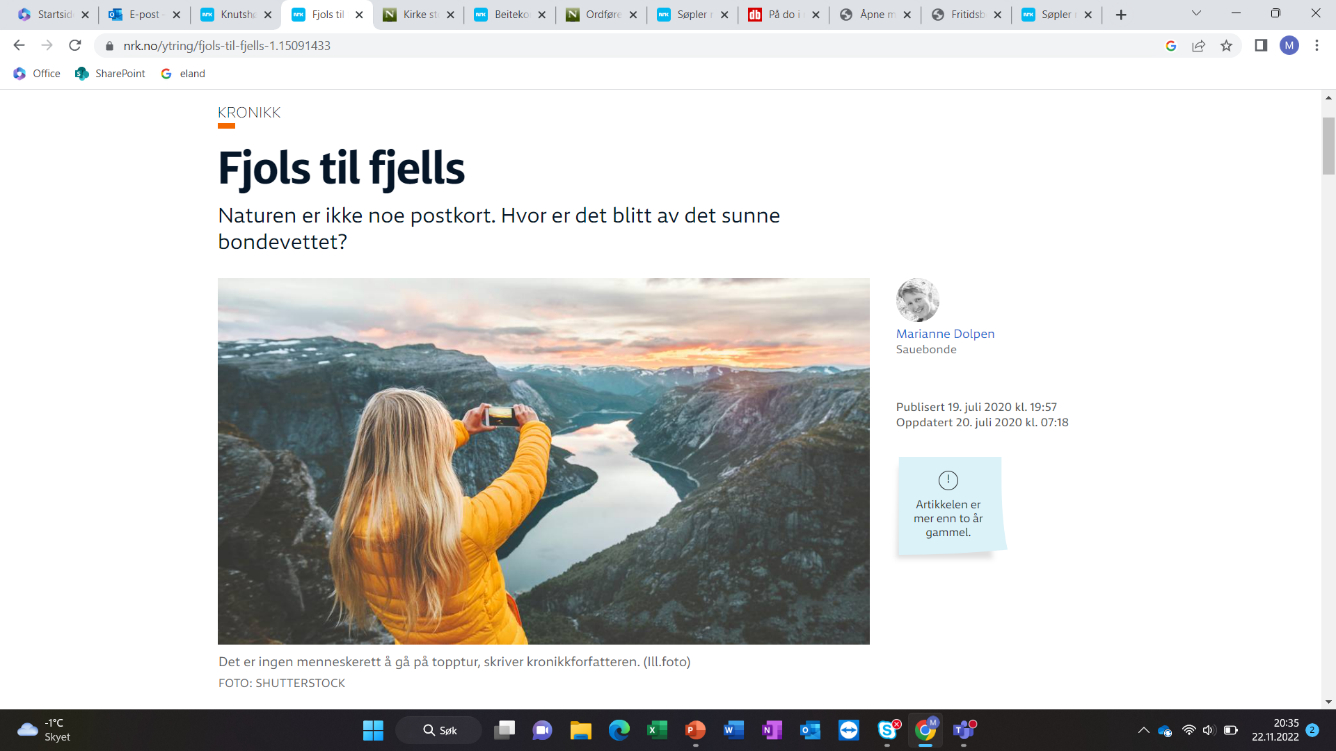 Startsid
E-post -
Knutshø
Fjols til
Kirke st
Beiteko
Ordføre
Søpler
På do i
Åpne m
Fritidsb
Søpler
nrk.no/ytring/fjols-til-fjells-1.15091433
M
Office
SharePoint
eland
KRONIKK
Fjols til fjells
Naturen er ikke noe postkort. Hvor er det blitt av det sunne
bondevettet?
Marianne Dolpen
Sauebonde
Publisert 19. juli 2020 kl. 19:57
Oppdatert 20. juli 2020 kl. 07:18
Artikkelen er
mer enn to år
gammel.
Det er ingen menneskerett å gå på topptur, skriver kronikkforfatteren. (Ill.foto)
FOTO: SHUTTERSTOCK
-1°C
Skyet
Søk
20:35
22.11.2022
2